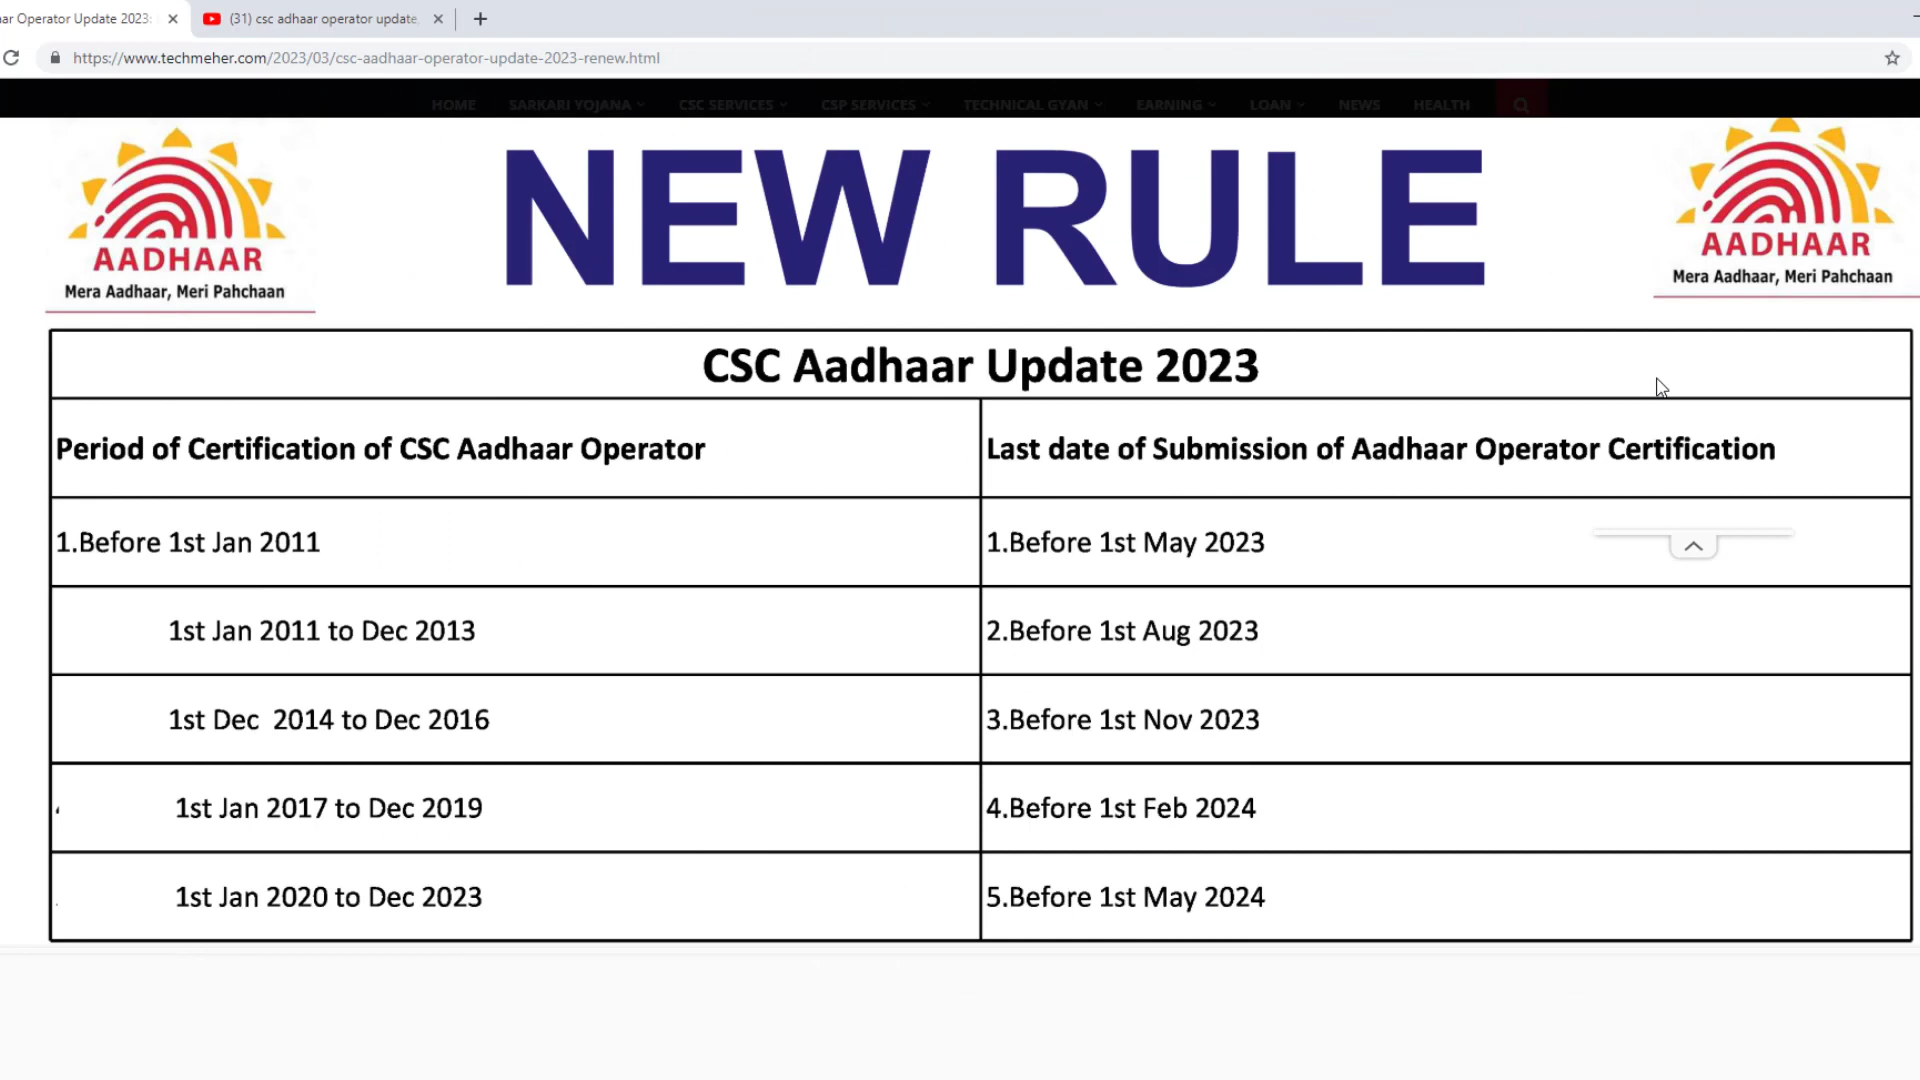 ar Operator Update 2023:
(31) csc adhaar operator update
https://www.techmeher.com/2023/03/csc-aadhaar-operator-update-2023-renew.html
HOME SARKARI YOJANA CSC SERVICES CSP SERVICES TECHNICAL GYAN EARNING LOAN NEWS HEALTH
AADHAAR
Mera Aadhaar, Meri Pahchaan
NEW RULE
AADHAAR
Mera Aadhaar, Meri Pahchaan
CSC Aadhaar Update 2023
Period of Certification of CSC Aadhaar Operator
Last date of Submission of Aadhaar Operator Certification
1.Before 1st Jan 2011
1.Before 1st May 2023
1st Jan 2011 to Dec 2013
2.Before 1st Aug 2023
1st Dec 2014 to Dec 2016
3.Before 1st Nov 2023
1st Jan 2017 to Dec 2019
4.Before 1st Feb 2024
1st Jan 2020 to Dec 2023
5.Before 1st May 2024